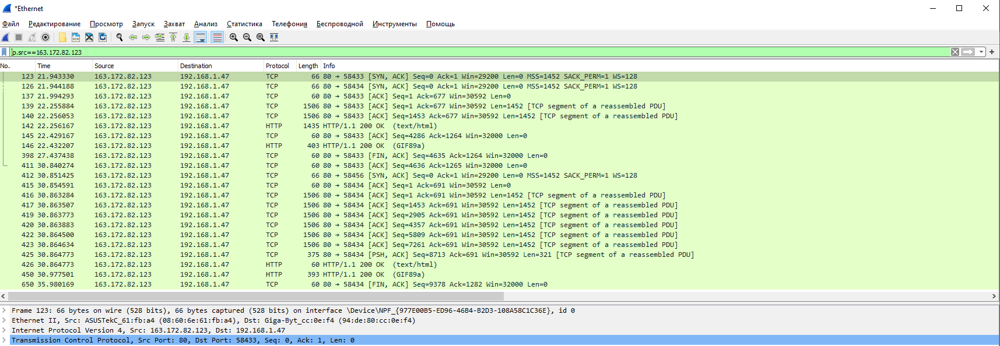 *Ethernet
Файл Редактирование Просмотр Запуск Захват Анализ Статистика Телефония Беспроводной Инструменты Помощь
p.src==163.172.82.123
No. Time Source Destination Protocol Length Info
123 21.943330 163.172.82.123 192.168.1.47 TCP 66 80 → 58433 [SYN, ACK] Seq=0 Ack=1 Win=29200 Len=0 MSS=1452 SACK_PERM=1 WS=128
126 21.944188 163.172.82.123 192.168.1.47 TCP 66 80 → 58434 [SYN, ACK] Seq=0 Ack=1 Win=29200 Len=0 MSS=1452 SACK_PERM=1 WS=128
137 21.994293 163.172.82.123 192.168.1.47 TCP 60 80 → 58433 [ACK] Seq=1 Ack=677 Win=30592 Len=0
139 22.255884 163.172.82.123 192.168.1.47 TCP 1506 80 → 58433 [ACK] Seq=1 Ack=677 Win=30592 Len=1452 [TCP segment of a reassembled PDU]
140 22.256053 163.172.82.123 192.168.1.47 TCP 1506 80 → 58433 [ACK] Seq=1453 Ack=677 Win=30592 Len=1452 [TCP segment of a reassembled PDU]
142 22.256167 163.172.82.123 192.168.1.47 HTTP 1435 HTTP/1.1 200 OK (text/html)
145 22.429167 163.172.82.123 192.168.1.47 TCP 60 80 → 58433 [ACK] Seq=4286 Ack=1264 Win=32000 Len=0
146 22.432207 163.172.82.123 192.168.1.47 HTTP 403 HTTP/1.1 200 OK (GIF89a)
398 27.437438 163.172.82.123 192.168.1.47 TCP 60 80 → 58433 [FIN, ACK] Seq=4635 Ack=1264 Win=32000 Len=0
411 30.840274 163.172.82.123 192.168.1.47 TCP 60 80 → 58433 [ACK] Seq=4636 Ack=1265 Win=32000 Len=0
412 30.851425 163.172.82.123 192.168.1.47 TCP 66 80 → 58456 [SYN, ACK] Seq=0 Ack=1 Win=29200 Len=0 MSS=1452 SACK_PERM=1 WS=128
415 30.854591 163.172.82.123 192.168.1.47 TCP 60 80 → 58434 [ACK] Seq=1 Ack=691 Win=30592 Len=0
416 30.863284 163.172.82.123 192.168.1.47 TCP 1506 80 → 58434 [ACK] Seq=1 Ack=691 Win=30592 Len=1452 [TCP segment of a reassembled PDU]
417 30.863507 163.172.82.123 192.168.1.47 TCP 1506 80 → 58434 [ACK] Seq=1453 Ack=691 Win=30592 Len=1452 [TCP segment of a reassembled PDU]
419 30.863773 163.172.82.123 192.168.1.47 TCP 1506 80 → 58434 [ACK] Seq=2905 Ack=691 Win=30592 Len=1452 [TCP segment of a reassembled PDU]
420 30.863883 163.172.82.123 192.168.1.47 TCP 1506 80 → 58434 [ACK] Seq=4357 Ack=691 Win=30592 Len=1452 [TCP segment of a reassembled PDU]
422 30.864500 163.172.82.123 192.168.1.47 TCP 1506 80 → 58434 [ACK] Seq=5809 Ack=691 Win=30592 Len=1452 [TCP segment of a reassembled PDU]
423 30.864634 163.172.82.123 192.168.1.47 TCP 1506 80 → 58434 [ACK] Seq=7261 Ack=691 Win=30592 Len=1452 [TCP segment of a reassembled PDU]
425 30.864773 163.172.82.123 192.168.1.47 TCP 375 80 → 58434 [PSH, ACK] Seq=8713 Ack=691 Win=30592 Len=321 [TCP segment of a reassembled PDU]
426 30.864773 163.172.82.123 192.168.1.47 HTTP 60 HTTP/1.1 200 OK (text/html)
450 30.977501 163.172.82.123 192.168.1.47 HTTP 393 HTTP/1.1 200 OK (GIF89a)
650 35.980169 163.172.82.123 192.168.1.47 TCP 60 80 → 58434 [FIN, ACK] Seq=9378 Ack=1282 Win=32000 Len=0
Frame 123: 66 bytes on wire (528 bits), 66 bytes captured (528 bits) on interface \Device\NPF_{977E00B5-ED96-46B4-B2D3-108A58C1C36E}, id 0
Ethernet II, Src: ASUSTekC_61:fb:a4 (08:60:6e:61:fb:a4), Dst: Giga-Byt_cc:0e:f4 (94:de:80:cc:0e:f4)
Internet Protocol Version 4, Src: 163.172.82.123, Dst: 192.168.1.47
Transmission Control Protocol, Src Port: 80, Dst Port: 58433, Seq: 0, Ack: 1, Len: 0